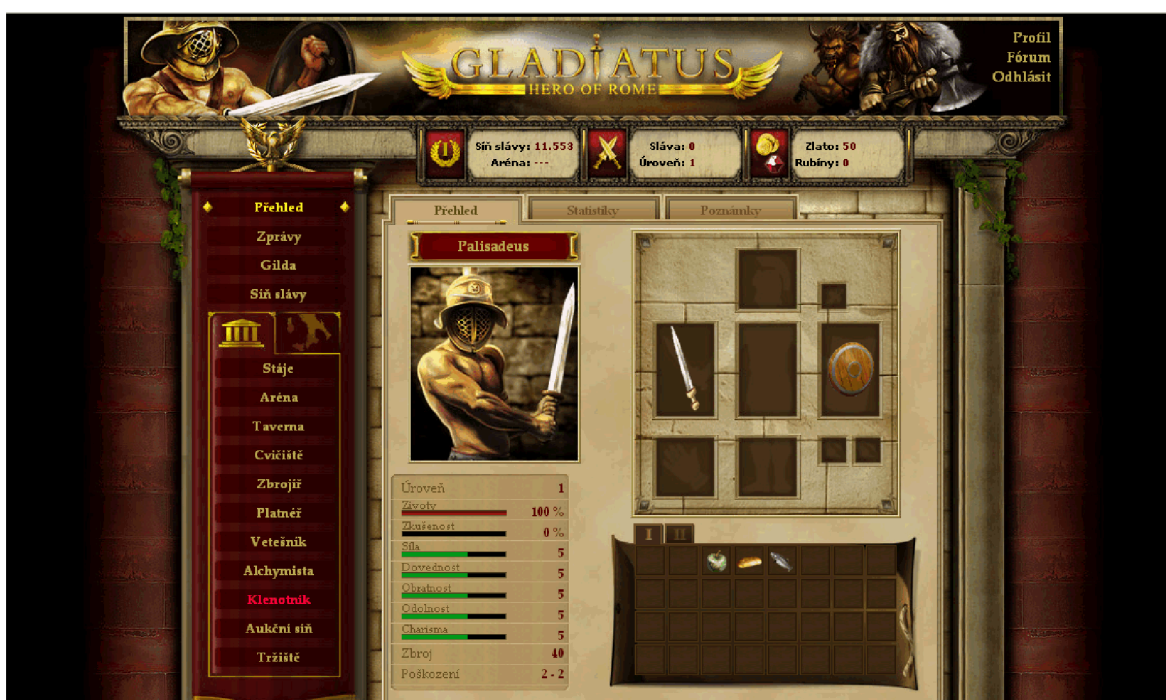 GLADIATUS
HERO OF ROME
Profil
Fórum
Odhlásit
Síň slávy: 11.553
Aréna: ---
Sláva: 0
Úroveň: 1
Zlato: 50
Rubíny: 0
Přehled
Zprávy
Gilda
Síň slávy
Stáje
Aréna
Taverna
Cvičiště
Zbrojíř
Platnéř
Vetešník
Alchymista
Klenotník
Aukční síň
Tržiště
Přehled
Statistiky
Poznámky
Palisadeus
Úroveň 1
Životy 100 %
Zkušenost 0 %
Síla 5
Dovednost 5
Obratnost 5
Odolnost 5
Charisma 5
Zbroj 40
Poškození 2 - 2
I II